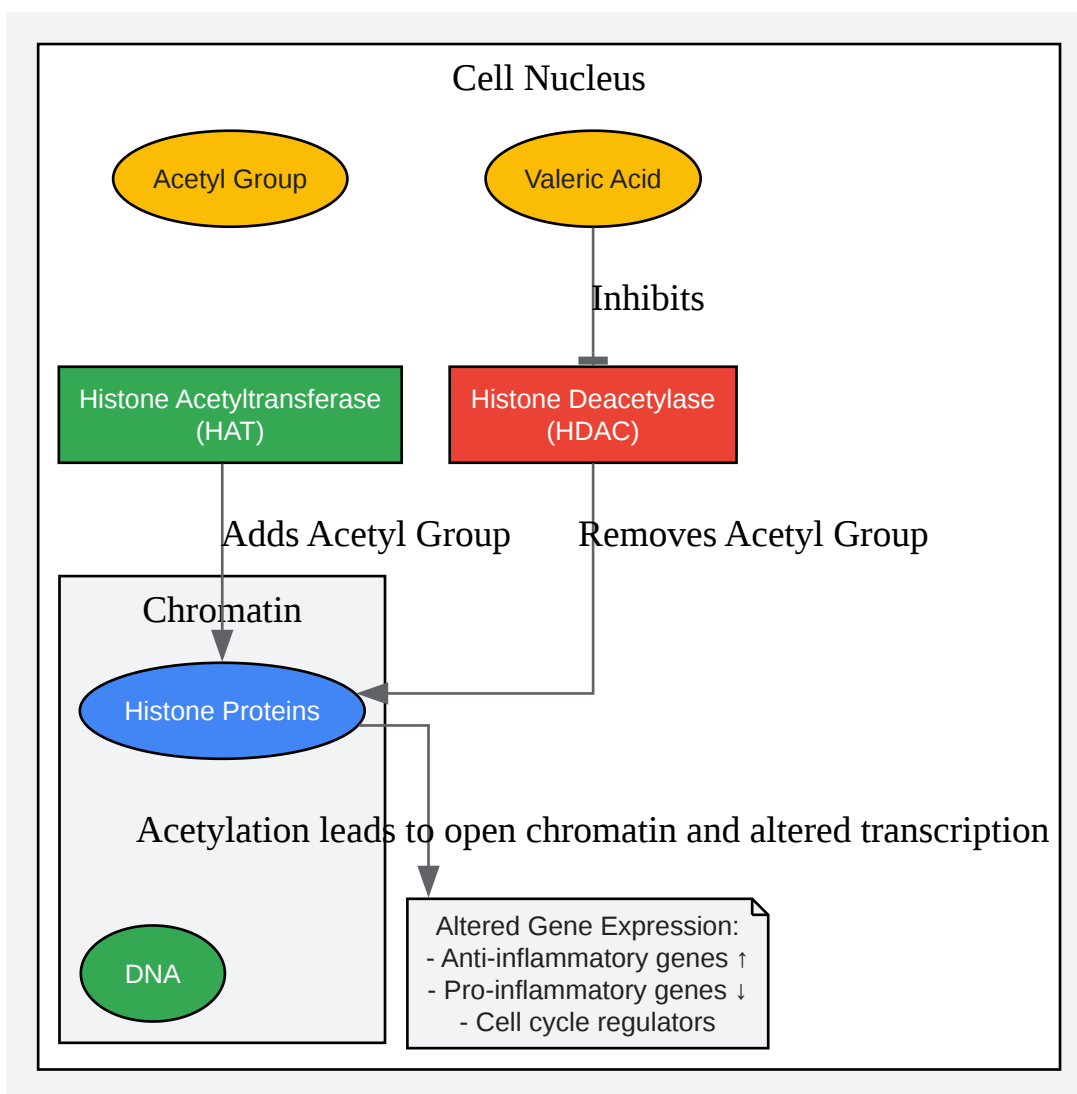 Cell Nucleus
Acetyl Group
Valeric Acid
Inhibits
Histone Acetyltransferase
(HAT)
Histone Deacetylase
(HDAC)
Adds Acetyl Group
Removes Acetyl Group
Chromatin
Histone Proteins
Acetylation leads to open chromatin and altered transcription
DNA
Altered Gene Expression:
- Anti-inflammatory genes ↑
- Pro-inflammatory genes ↓
- Cell cycle regulators